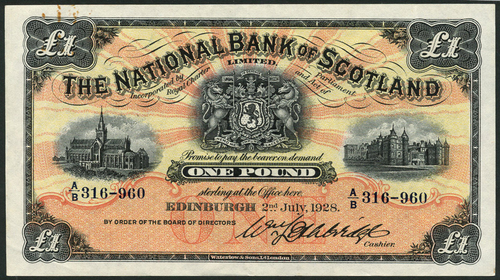 £1 £1
THE NATIONAL BANK OF SCOTLAND
LIMITED
Incorporated by Royal Charter and Act of Parliament.
Promise to pay the bearer on demand
ONE POUND
A/B 316-960 A/B 316-960
sterling at the Office here.
EDINBURGH 2nd July, 1928.
BY ORDER OF THE BOARD OF DIRECTORS
Cashier.
£1 £1
Waterlow & Sons, Ld London